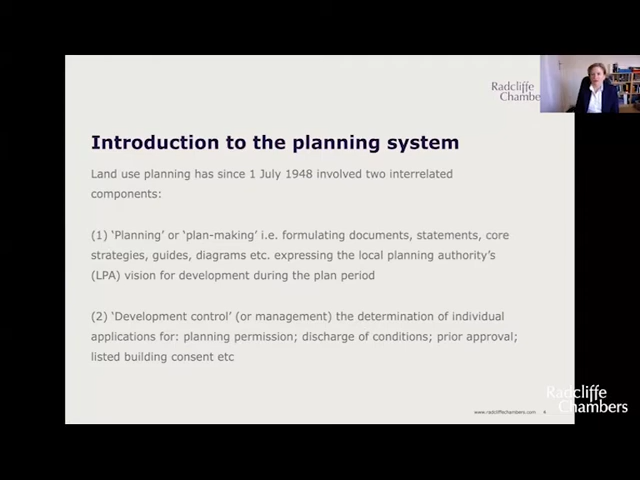 Radcliffe
Chambe
Introduction to the planning system
Land use planning has since 1 July 1948 involved two interrelated
components:
(1) ‘Planning’ or ‘plan-making’ i.e. formulating documents, statements, core
strategies, guides, diagrams etc. expressing the local planning authority’s
(LPA) vision for development during the plan period
(2) ‘Development control’ (or management) the determination of individual
applications for: planning permission; discharge of conditions; prior approval;
listed building consent etc
Radcliffe
Chambers
www.radcliffechambers.com 4